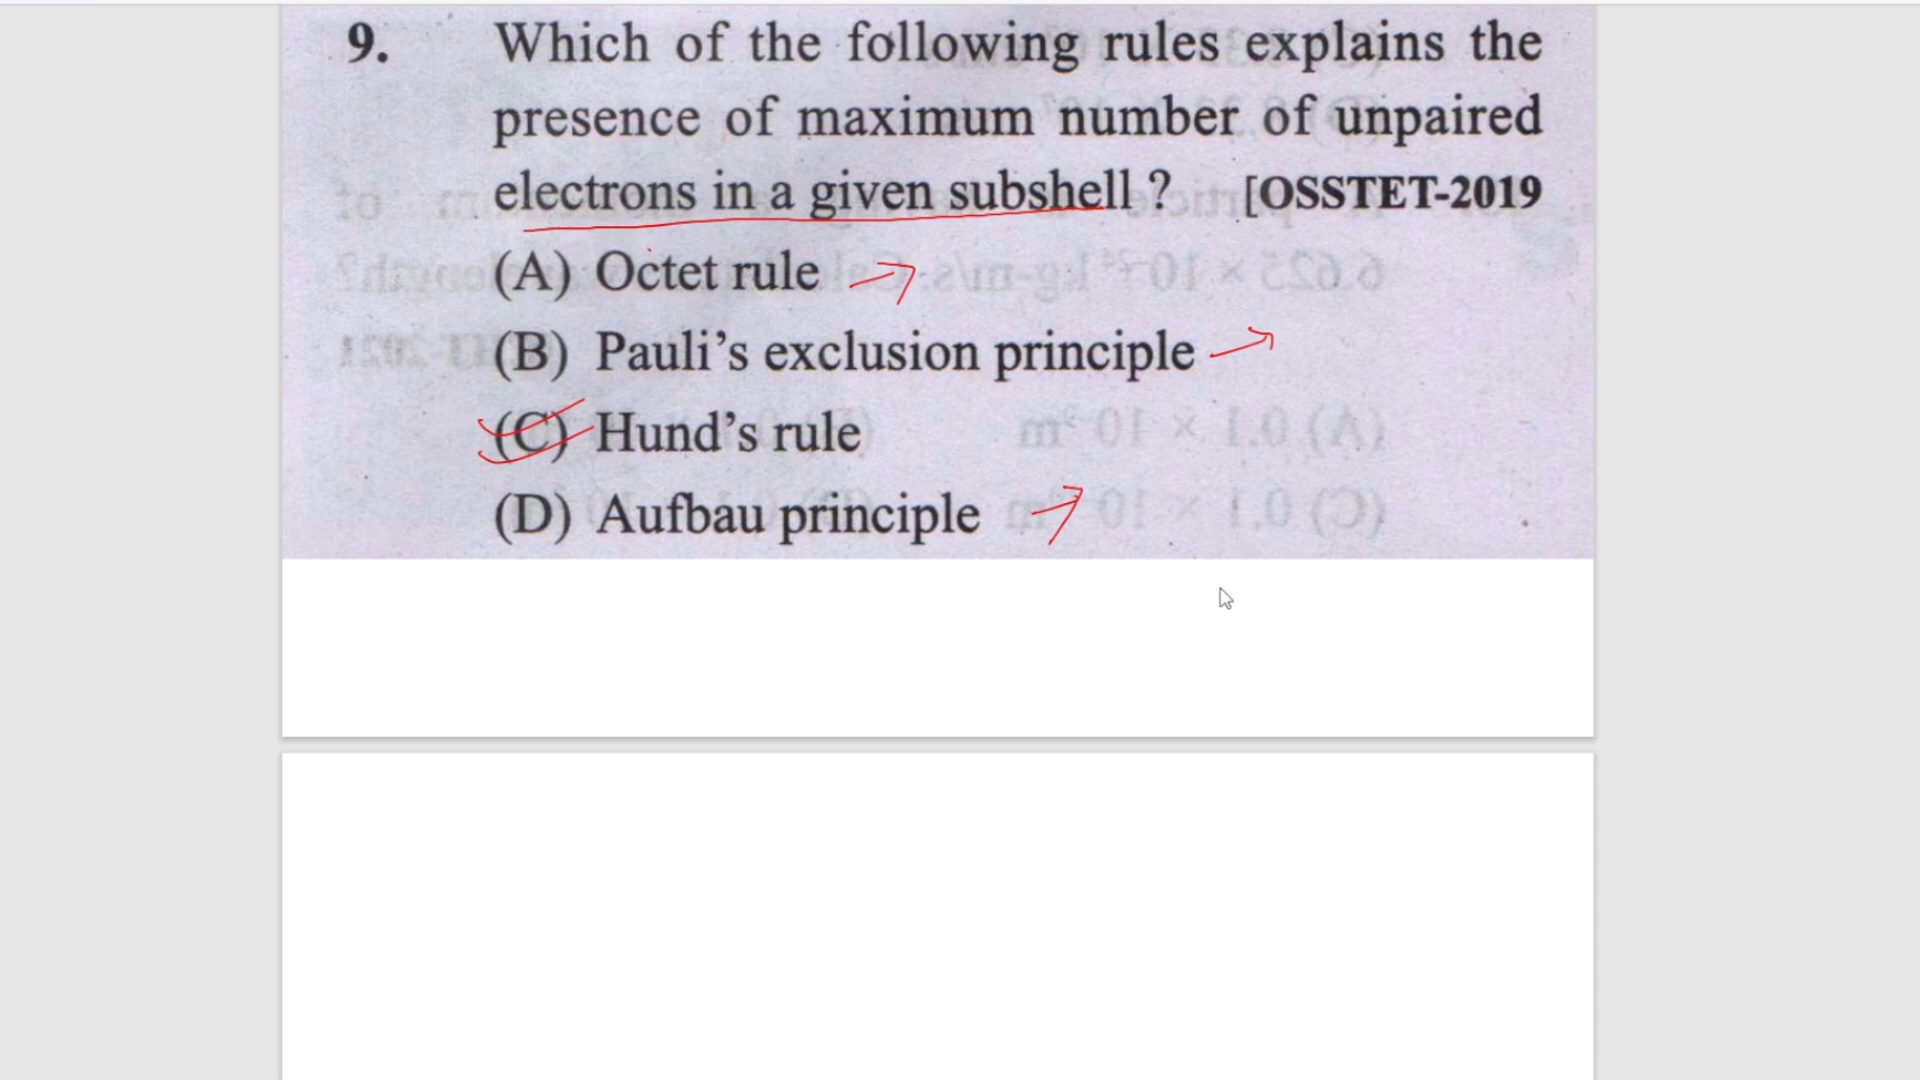 9. Which of the following rules explains the
presence of maximum number of unpaired
electrons in a given subshell ? [OSSTET-2019
(A) Octet rule
(B) Pauli's exclusion principle
(C) Hund's rule
(D) Aufbau principle